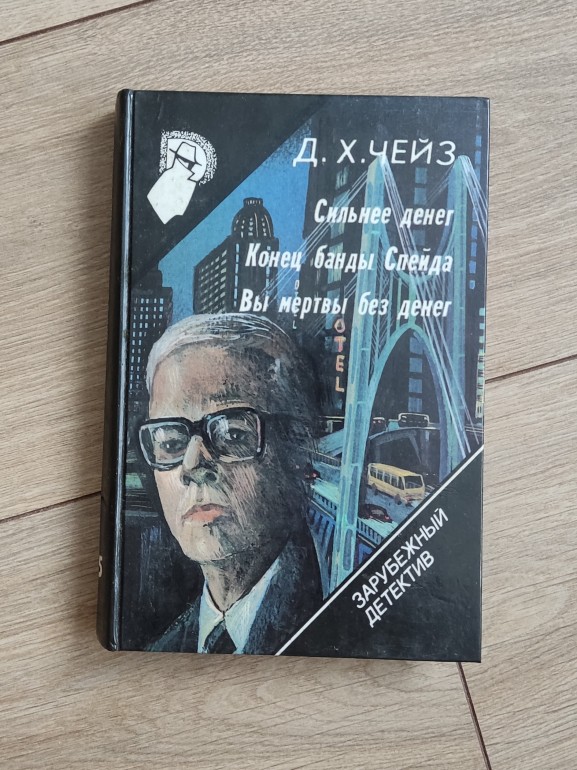 Д. Х. ЧЕЙЗ
Сильнее денег
Конец банды Спейда
Вы мертвы без денег
OTEL
ЗАРУБЕЖНЫЙ
ДЕТЕКТИВ